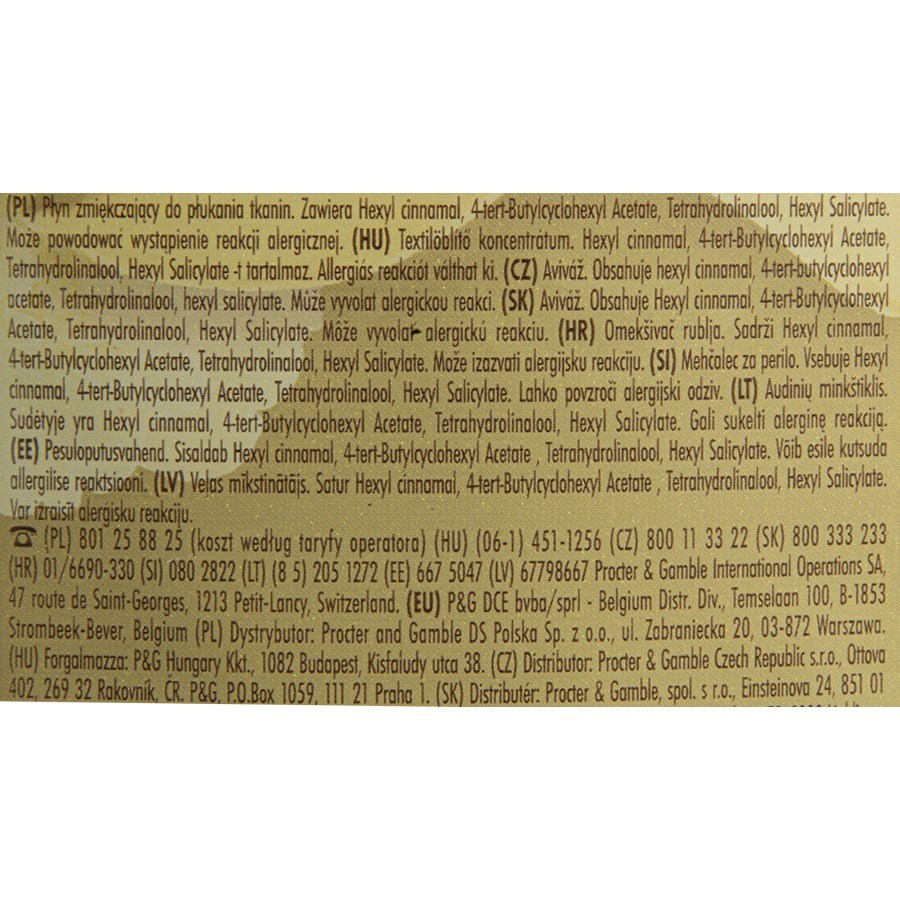 (PL) Płyn zmiękczający do płukania tkanin. Zawiera Hexyl cinnamal, 4-tert-Butylcyclohexyl Acetate, Tetrahydrolinalool, Hexyl Salicylate.
Może powodować wystąpienie reakcji alergicznej. (HU) Textilöblítő koncentrátum. Hexyl cinnamal, 4-tert-Butylcyclohexyl Acetate,
Tetrahydrolinalool, Hexyl Salicylate -t tartalmaz. Allergiás reakciót válthat ki. (CZ) Aviváž. Obsahuje hexyl cinnamal, 4-tert-butylcyclohexyl
acetate, Tetrahydrolinalool, hexyl salicylate. Může vyvolat alergickou reakci. (SK) Aviváž. Obsahuje Hexyl cinnamal, 4-tert-Butylcyclohexyl
Acetate, Tetrahydrolinalool, Hexyl Salicylate. Môže vyvolať alergickú reakciu. (HR) Omekšivač rublja. Sadrži Hexyl cinnamal,
4-tert-Butylcyclohexyl Acetate, Tetrahydrolinalool, Hexyl Salicylate. Može izazvati alergijsku reakciju. (SI) Mehčalec za perilo. Vsebuje Hexyl
cinnamal, 4-tert-Butylcyclohexyl Acetate, Tetrahydrolinalool, Hexyl Salicylate. Lahko povzroči alergijski odziv. (LT) Audinių minkštiklis.
Sudėtyje yra Hexyl cinnamal, 4-tert-Butylcyclohexyl Acetate, Tetrahydrolinalool, Hexyl Salicylate. Gali sukelti alerginę reakciją.
(EE) Pesuloputusvahend. Sisaldab Hexyl cinnamal, 4-tert-Butylcyclohexyl Acetate , Tetrahydrolinalool, Hexyl Salicylate. Võib esile kutsuda
allergilise reaktsiooni. (LV) Veļas mīkstinātājs. Satur Hexyl cinnamal, 4-tert-Butylcyclohexyl Acetate , Tetrahydrolinalool, Hexyl Salicylate.
Var izraisīt alerģisku reakciju.
☎ (PL) 801 25 88 25 (koszt według taryfy operatora) (HU) (06-1) 451-1256 (CZ) 800 11 33 22 (SK) 800 333 233
(HR) 01/6690-330 (SI) 080 2822 (LT) (8 5) 205 1272 (EE) 667 5047 (LV) 67798667 Procter & Gamble International Operations SA,
47 route de Saint-Georges, 1213 Petit-Lancy, Switzerland. (EU) P&G DCE bvba/sprl - Belgium Distr. Div., Temselaan 100, B-1853
Strombeek-Bever, Belgium (PL) Dystrybutor: Procter and Gamble DS Polska Sp. z o.o., ul. Zabraniecka 20, 03-872 Warszawa.
(HU) Forgalmazza: P&G Hungary Kkt., 1082 Budapest, Kisfaludy utca 38. (CZ) Distributor: Procter & Gamble Czech Republic s.r.o., Ottova
402, 269 32 Rakovník, ČR. P&G, P.O.Box 1059, 111 21 Praha 1. (SK) Distributér: Procter & Gamble, spol. s r.o., Einsteinova 24, 851 01